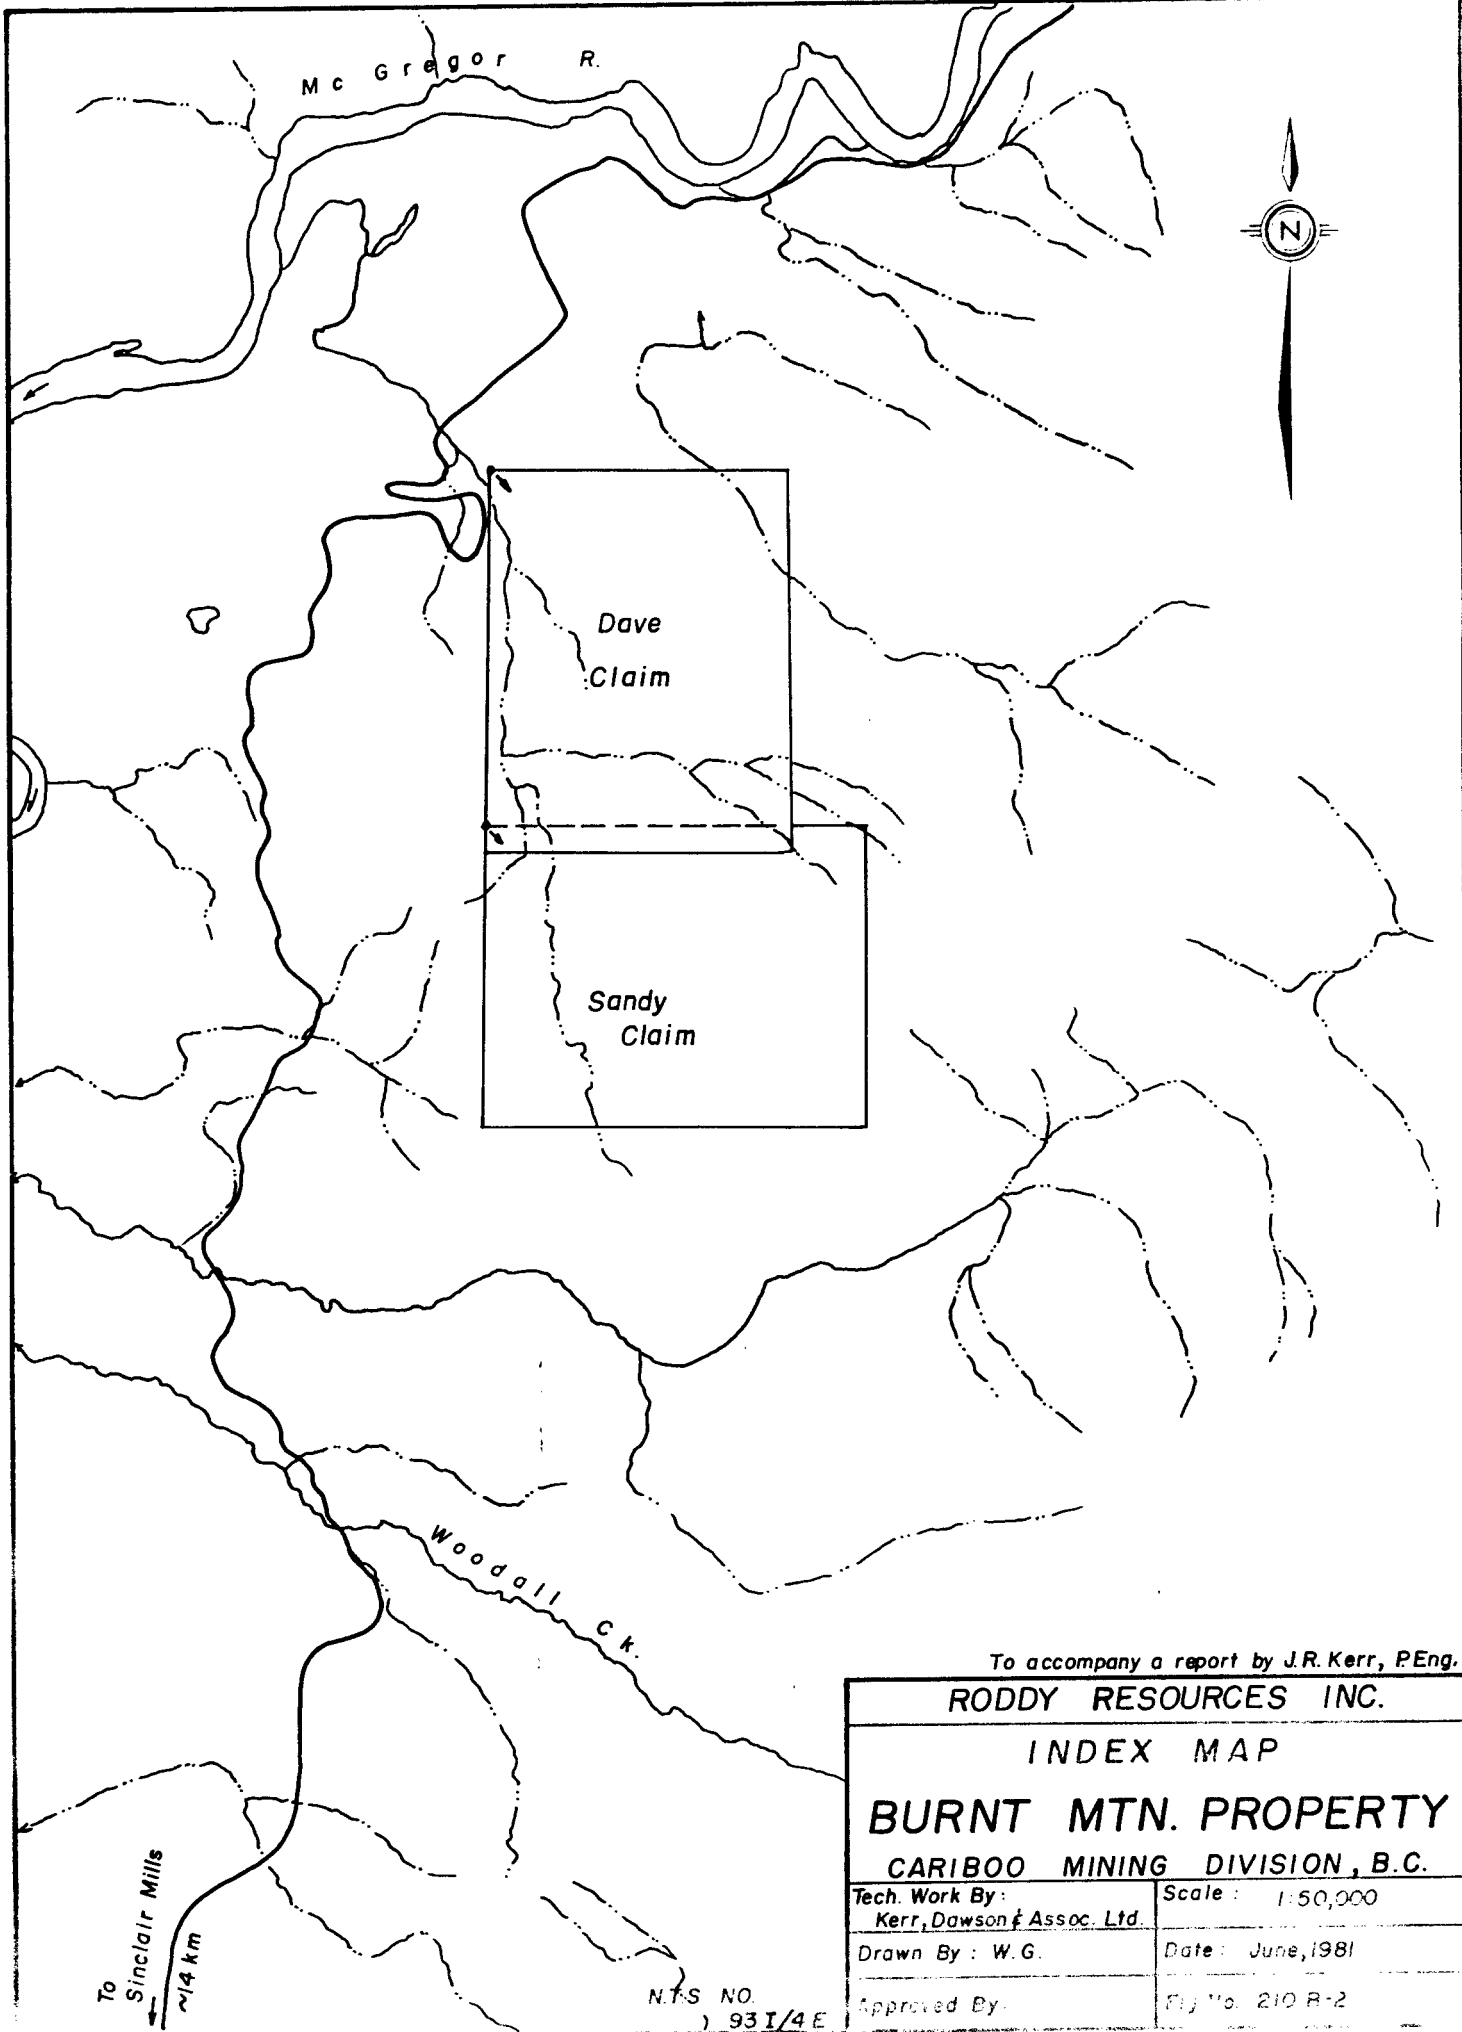 Mc Gregor R.
N
Dave
Claim
Sandy
Claim
Woodall Ck.
To accompany a report by J.R. Kerr, P.Eng.
RODDY RESOURCES INC.
INDEX MAP
BURNT MTN. PROPERTY
CARIBOO MINING DIVISION, B.C.
Tech. Work By:
Kerr, Dawson & Assoc. Ltd.
Scale: 1:50,000
Drawn By: W.G.
Date: June, 1981
Approved By:
No. 210 R-2
To
Sinclair Mills
~14 km
N.T.S NO.
93 I/4 E